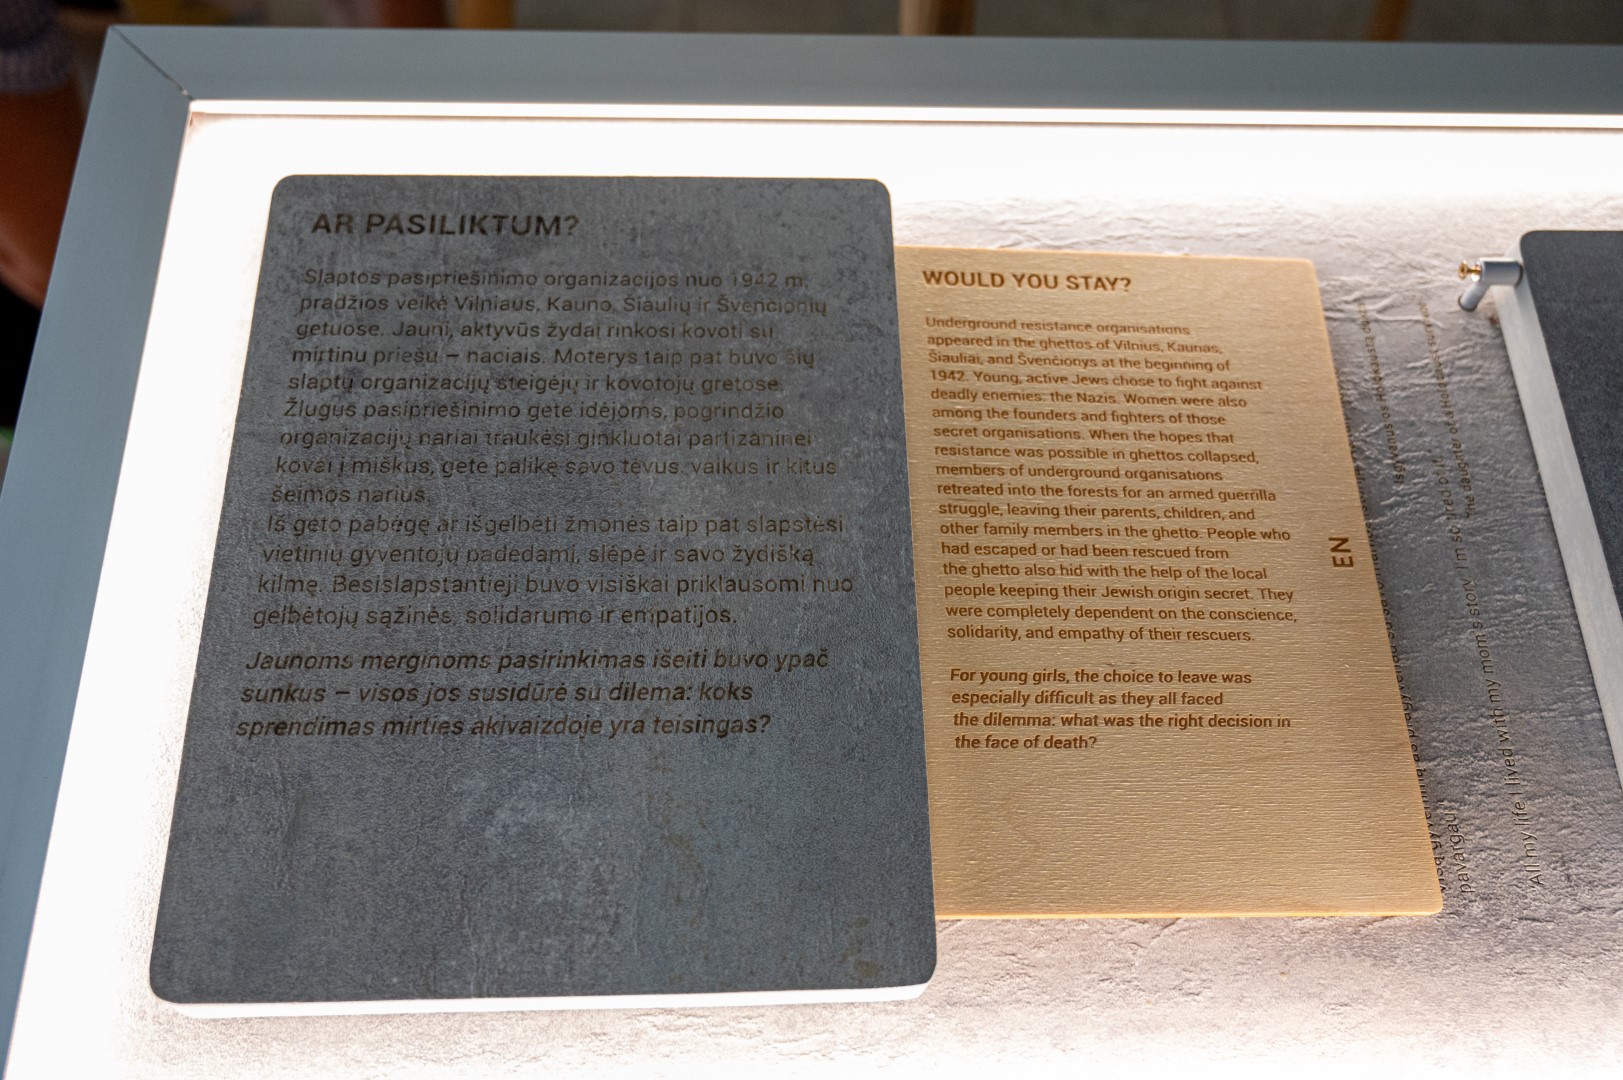 AR PASILIKTUM?
Slaptos pasipriešinimo organizacijos nuo 1942 m.
pradžios veikė Vilniaus, Kauno, Šiaulių ir Švenčionių
getuose. Jauni, aktyvūs žydai rinkosi kovoti su
mirtinu priešu – naciais. Moterys taip pat buvo šių
slaptų organizacijų steigėjų ir kovotojų gretose.
Žlugus pasipriešinimo gete idėjoms, pogrindžio
organizacijų nariai traukėsi ginkluotai partizaninei
kovai į miškus, gete palikę savo tėvus, vaikus ir kitus
šeimos narius.
Iš geto pabėgę ar išgelbėti žmonės taip pat slapstėsi
vietinių gyventojų padedami, slėpė ir savo žydišką
kilmę. Besislapstantieji buvo visiškai priklausomi nuo
gelbėtojų sąžinės, solidarumo ir empatijos.
Jaunoms merginoms pasirinkimas išeiti buvo ypač
sunkus – visos jos susidūrė su dilema: koks
sprendimas mirties akivaizdoje yra teisingas?
WOULD YOU STAY?
Underground resistance organisations
appeared in the ghettos of Vilnius, Kaunas,
Šiauliai, and Švenčionys at the beginning of
1942. Young, active Jews chose to fight against
deadly enemies: the Nazis. Women were also
among the founders and fighters of those
secret organisations. When the hopes that
resistance was possible in ghettos collapsed,
members of underground organisations
retreated into the forests for an armed guerrilla
struggle, leaving their parents, children, and
other family members in the ghetto. People who
had escaped or had been rescued from
the ghetto also hid with the help of the local
people keeping their Jewish origin secret. They
were completely dependent on the conscience,
solidarity, and empathy of their rescuers.
For young girls, the choice to leave was
especially difficult as they all faced
the dilemma: what was the right decision in
the face of death?
EN
pavargau!
"All my life I lived with my mom's story. I'm so tired of it"
The daughter of a Holocaust survivor